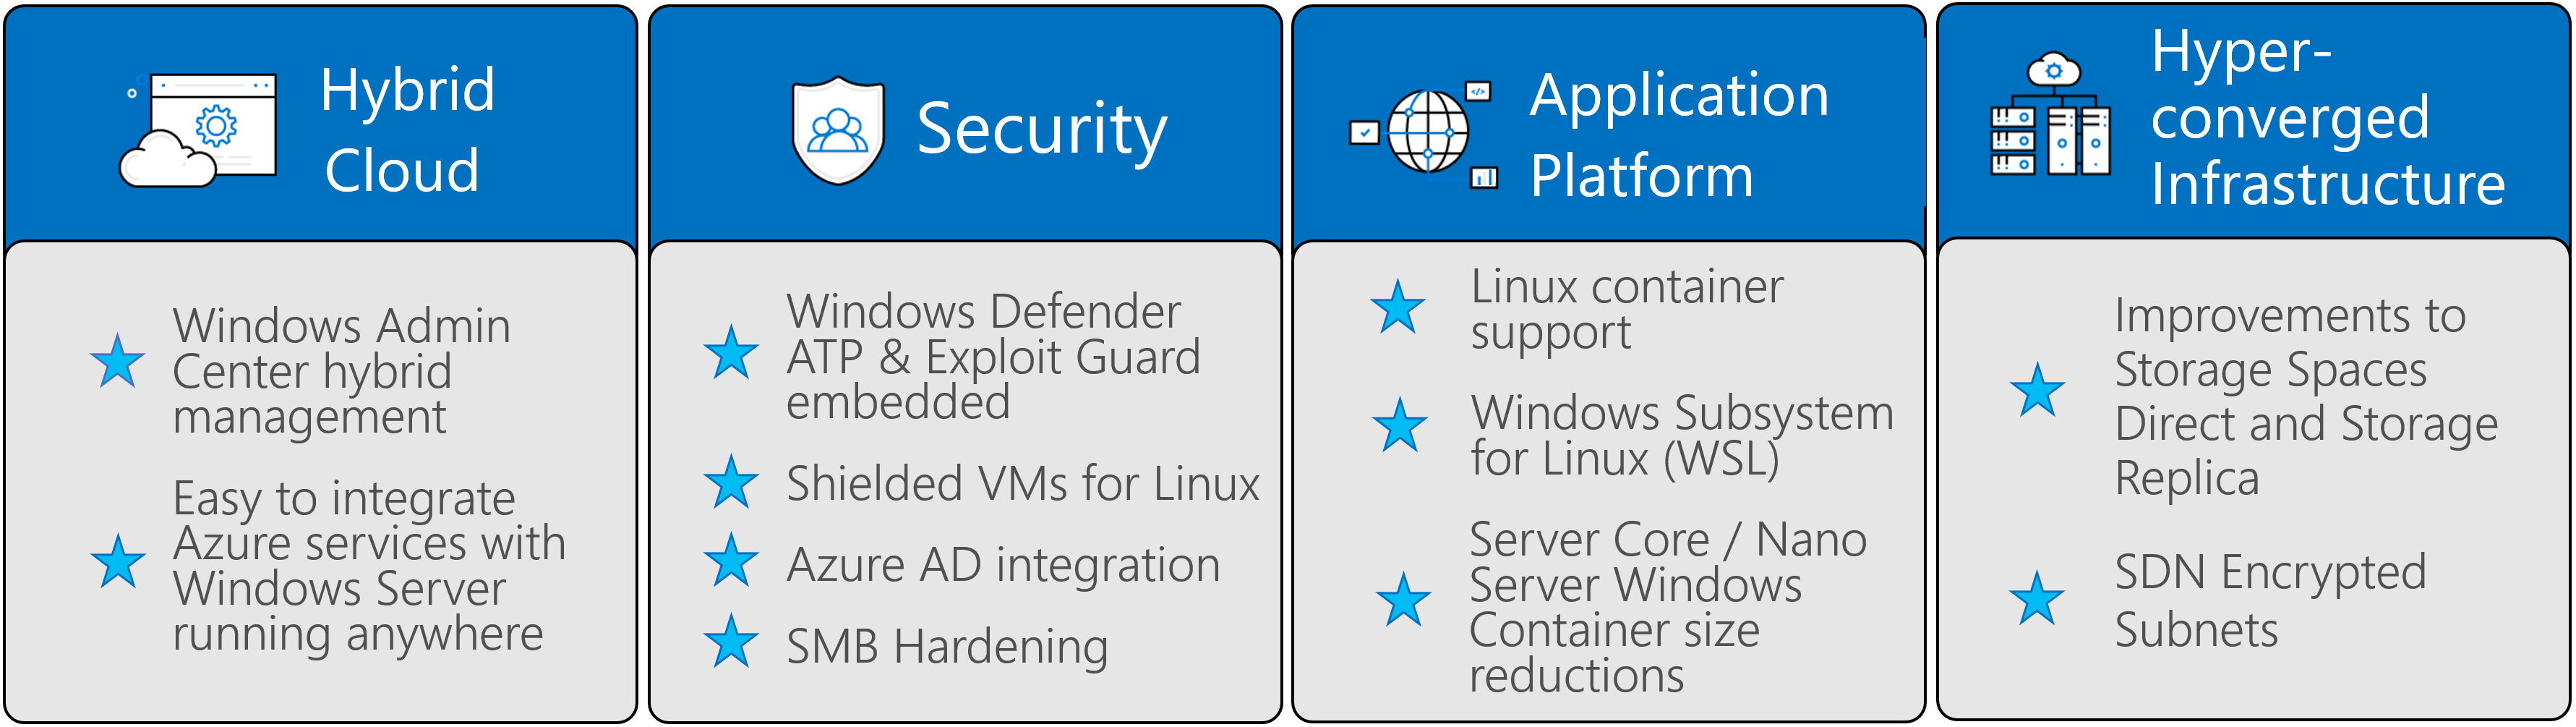 Hybrid
Cloud
Windows Admin
Center hybrid
management
Easy to integrate
Azure services with
Windows Server
running anywhere
Security
Windows Defender
ATP & Exploit Guard
embedded
Shielded VMs for Linux
Azure AD integration
SMB Hardening
Application
Platform
</>
Linux container
support
Windows Subsystem
for Linux (WSL)
Server Core / Nano
Server Windows
Container size
reductions
Hyper-
converged
Infrastructure
Improvements to
Storage Spaces
Direct and Storage
Replica
SDN Encrypted
Subnets